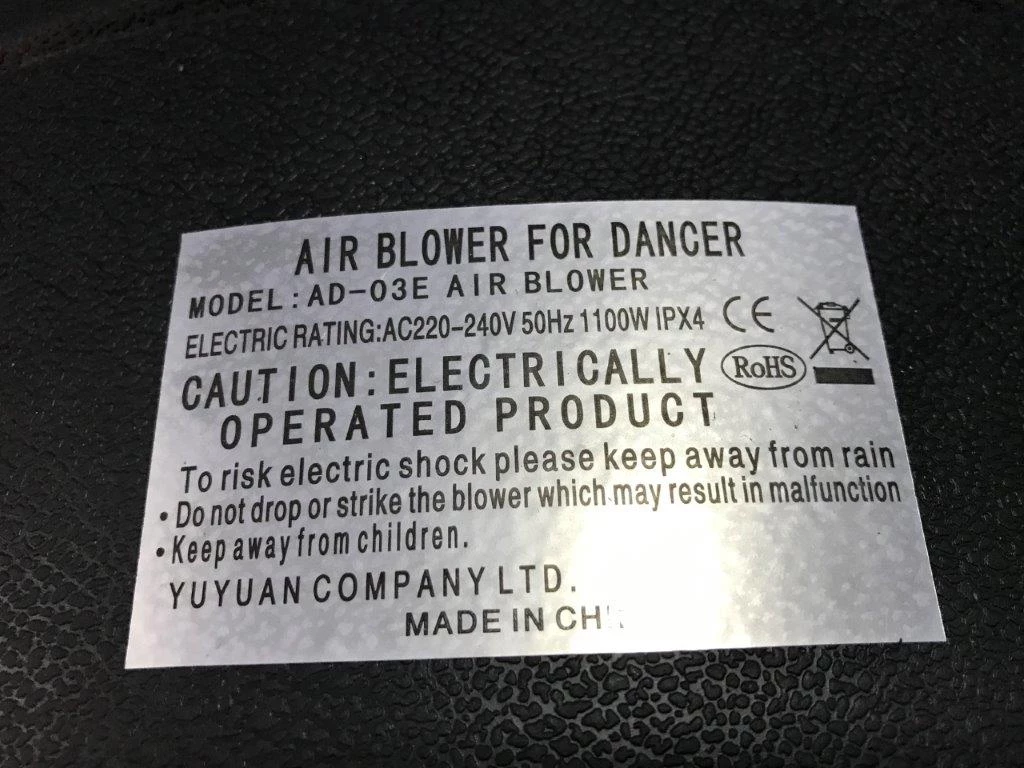 AIR BLOWER FOR DANCER
MODEL:AD-03E AIR BLOWER
ELECTRIC RATING:AC220-240V 50Hz 1100W IPX4 CE
CAUTION:ELECTRICALLY RoHS
OPERATED PRODUCT
To risk electric shock please keep away from rain
•Do not drop or strike the blower which may result in malfunction
•Keep away from children.
YUYUAN COMPANY LTD.
MADE IN